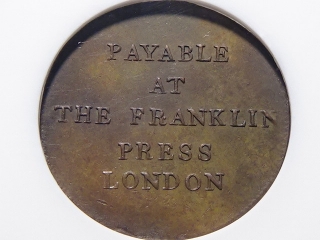 PAYABLE
AT
THE FRANKLIN
PRESS
LONDON